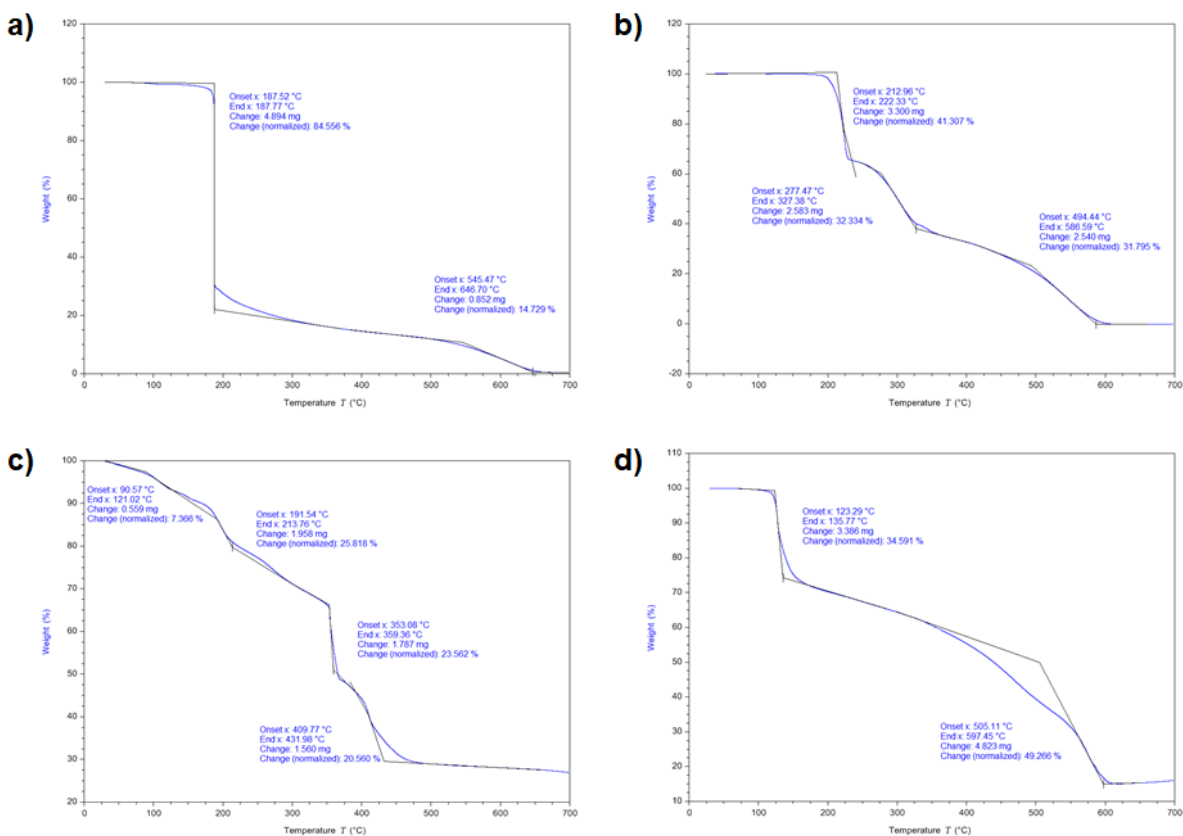 a)
120
100
80
60
40
20
0
Weight (%)
Onset x: 187.52 °C
End x: 187.77 °C
Change: 4.894 mg
Change (normalized): 84.556 %
Onset x: 545.47 °C
End x: 646.70 °C
Change: 0.852 mg
Change (normalized): 14.729 %
0 100 200 300 400 500 600 700
Temperature T (°C)
b)
120
100
80
60
40
20
0
-20
Weight (%)
Onset x: 212.96 °C
End x: 222.33 °C
Change: 3.300 mg
Change (normalized): 41.307 %
Onset x: 277.47 °C
End x: 327.38 °C
Change: 2.583 mg
Change (normalized): 32.334 %
Onset x: 494.44 °C
End x: 586.59 °C
Change: 2.540 mg
Change (normalized): 31.795 %
0 100 200 300 400 500 600 700
Temperature T (°C)
c)
100
90
80
70
60
50
40
30
20
Weight (%)
Onset x: 90.57 °C
End x: 121.02 °C
Change: 0.559 mg
Change (normalized): 7.366 %
Onset x: 191.54 °C
End x: 213.76 °C
Change: 1.958 mg
Change (normalized): 25.818 %
Onset x: 353.08 °C
End x: 359.36 °C
Change: 1.787 mg
Change (normalized): 23.562 %
Onset x: 409.77 °C
End x: 431.98 °C
Change: 1.560 mg
Change (normalized): 20.560 %
0 100 200 300 400 500 600 700
Temperature T (°C)
d)
110
100
90
80
70
60
50
40
30
20
10
Weight (%)
Onset x: 123.29 °C
End x: 135.77 °C
Change: 3.386 mg
Change (normalized): 34.591 %
Onset x: 505.11 °C
End x: 597.45 °C
Change: 4.823 mg
Change (normalized): 49.266 %
0 100 200 300 400 500 600 700
Temperature T (°C)